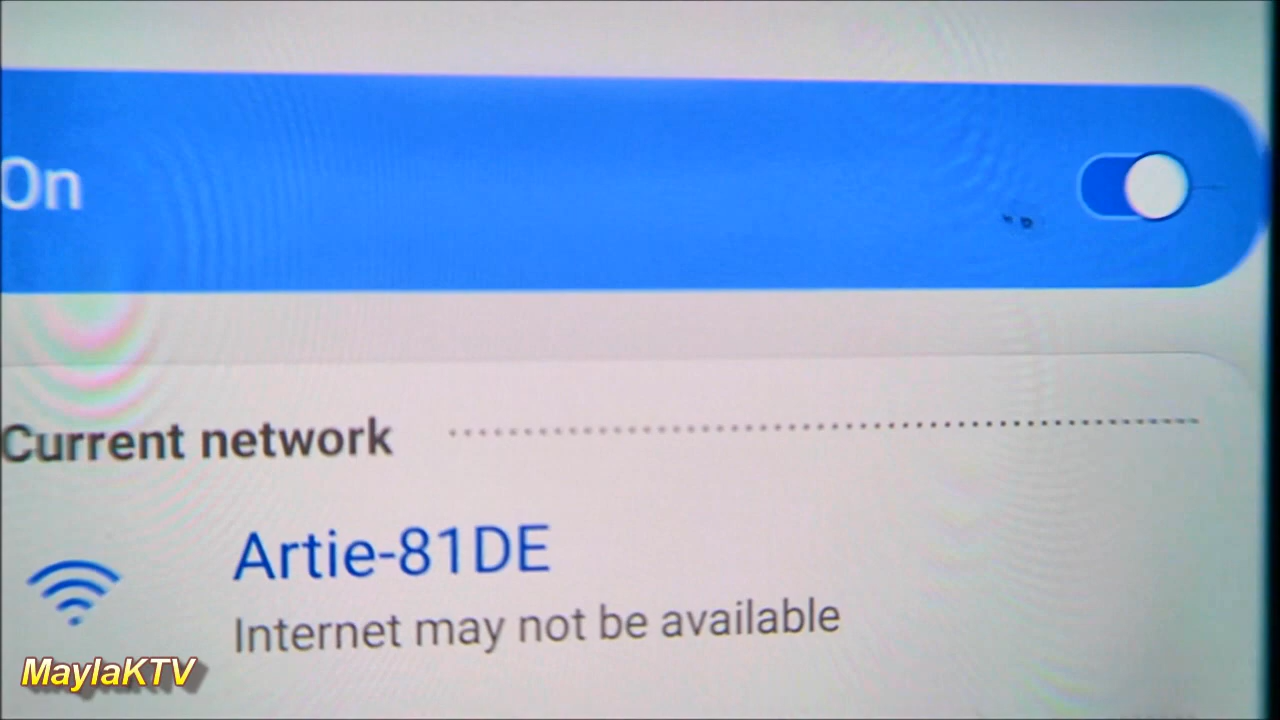 On
Current network
Artie-81DE
Internet may not be available
MaylaKTV